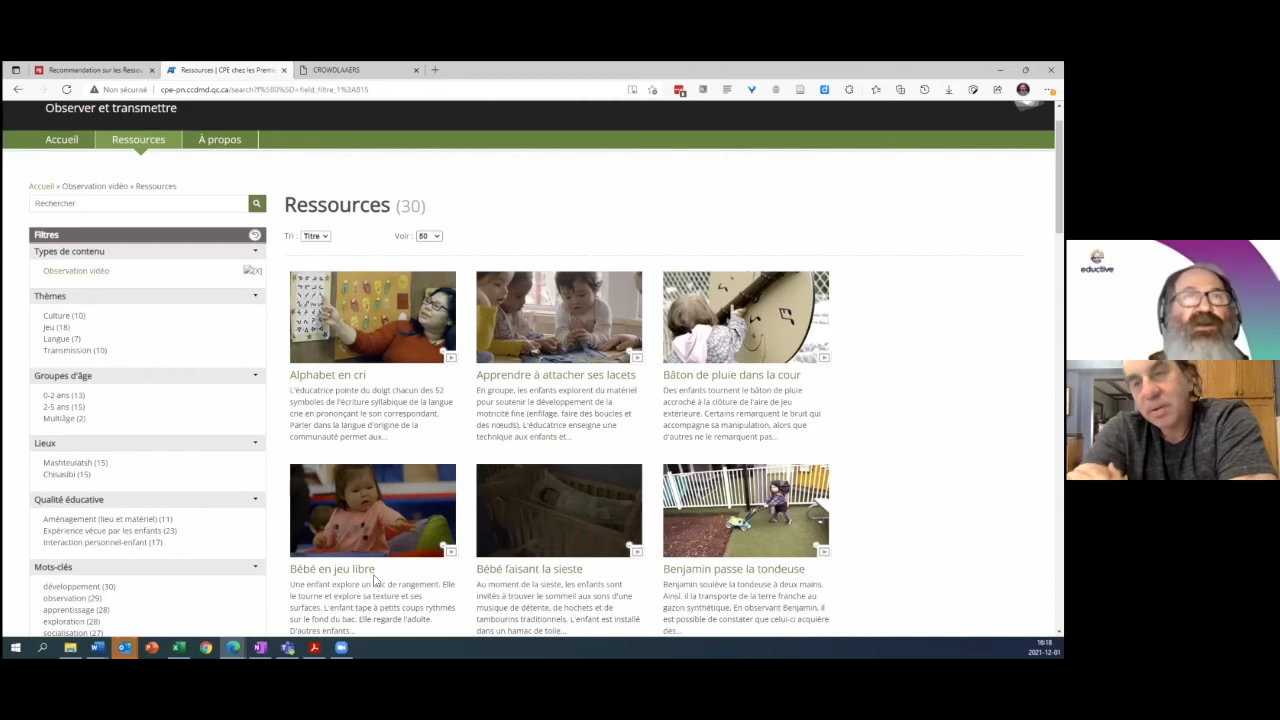 Recommandation sur les Ressou
Ressources | CPE chez les Premiè
CROWDLAAERS
Non sécurisé
cpe-pn.ccdmd.qc.ca/search?f%5B0%5D=field_filtre_1%3A815
Observer et transmettre
Accueil
Ressources
À propos
Accueil » Observation vidéo » Ressources
Rechercher
Filtres
Types de contenu
Observation vidéo
[X]
Thèmes
Culture (10)
Jeu (18)
Langue (7)
Transmission (10)
Groupes d'âge
0-2 ans (13)
2-5 ans (15)
Multiâge (2)
Lieux
Mashteuiatsh (15)
Chisasibi (15)
Qualité éducative
Aménagement (lieu et matériel) (11)
Expérience vécue par les enfants (23)
Interaction personnel-enfant (17)
Mots-clés
développement (30)
observation (29)
apprentissage (28)
exploration (28)
socialisation (27)
Ressources (30)
Tri : Titre
Voir : 50
Alphabet en cri
L'éducatrice pointe du doigt chacun des 52
symboles de l'écriture syllabique de la langue
crie en prononçant le son correspondant.
Parler dans la langue d'origine de la
communauté permet aux...
Apprendre à attacher ses lacets
En groupe, les enfants explorent du matériel
pour soutenir le développement de la
motricité fine (enfilage, faire des boucles et
des nœuds). L'éducatrice enseigne une
technique aux enfants et...
Bâton de pluie dans la cour
Des enfants tournent le bâton de pluie
accroché à la clôture de l'aire de jeu
extérieure. Certains remarquent le bruit qui
accompagne sa manipulation, alors que
d'autres ne le remarquent pas...
Bébé en jeu libre
Une enfant explore un bac de rangement. Elle
le tourne et explore sa texture et ses
surfaces. L'enfant tape à petits coups rythmés
sur le fond du bac. Elle regarde l'adulte.
D'autres enfants...
Bébé faisant la sieste
Au moment de la sieste, les enfants sont
invités à trouver le sommeil aux sons d'une
musique de détente, de hochets et de
tambourins traditionnels. L'enfant est installé
dans un hamac de toile...
Benjamin passe la tondeuse
Benjamin soulève la tondeuse à deux mains.
Ainsi, il la transporte de la terre franche au
gazon synthétique. En observant Benjamin, il
est possible de constater que celui-ci acquière
des...
eductive
16:18
2021-12-01